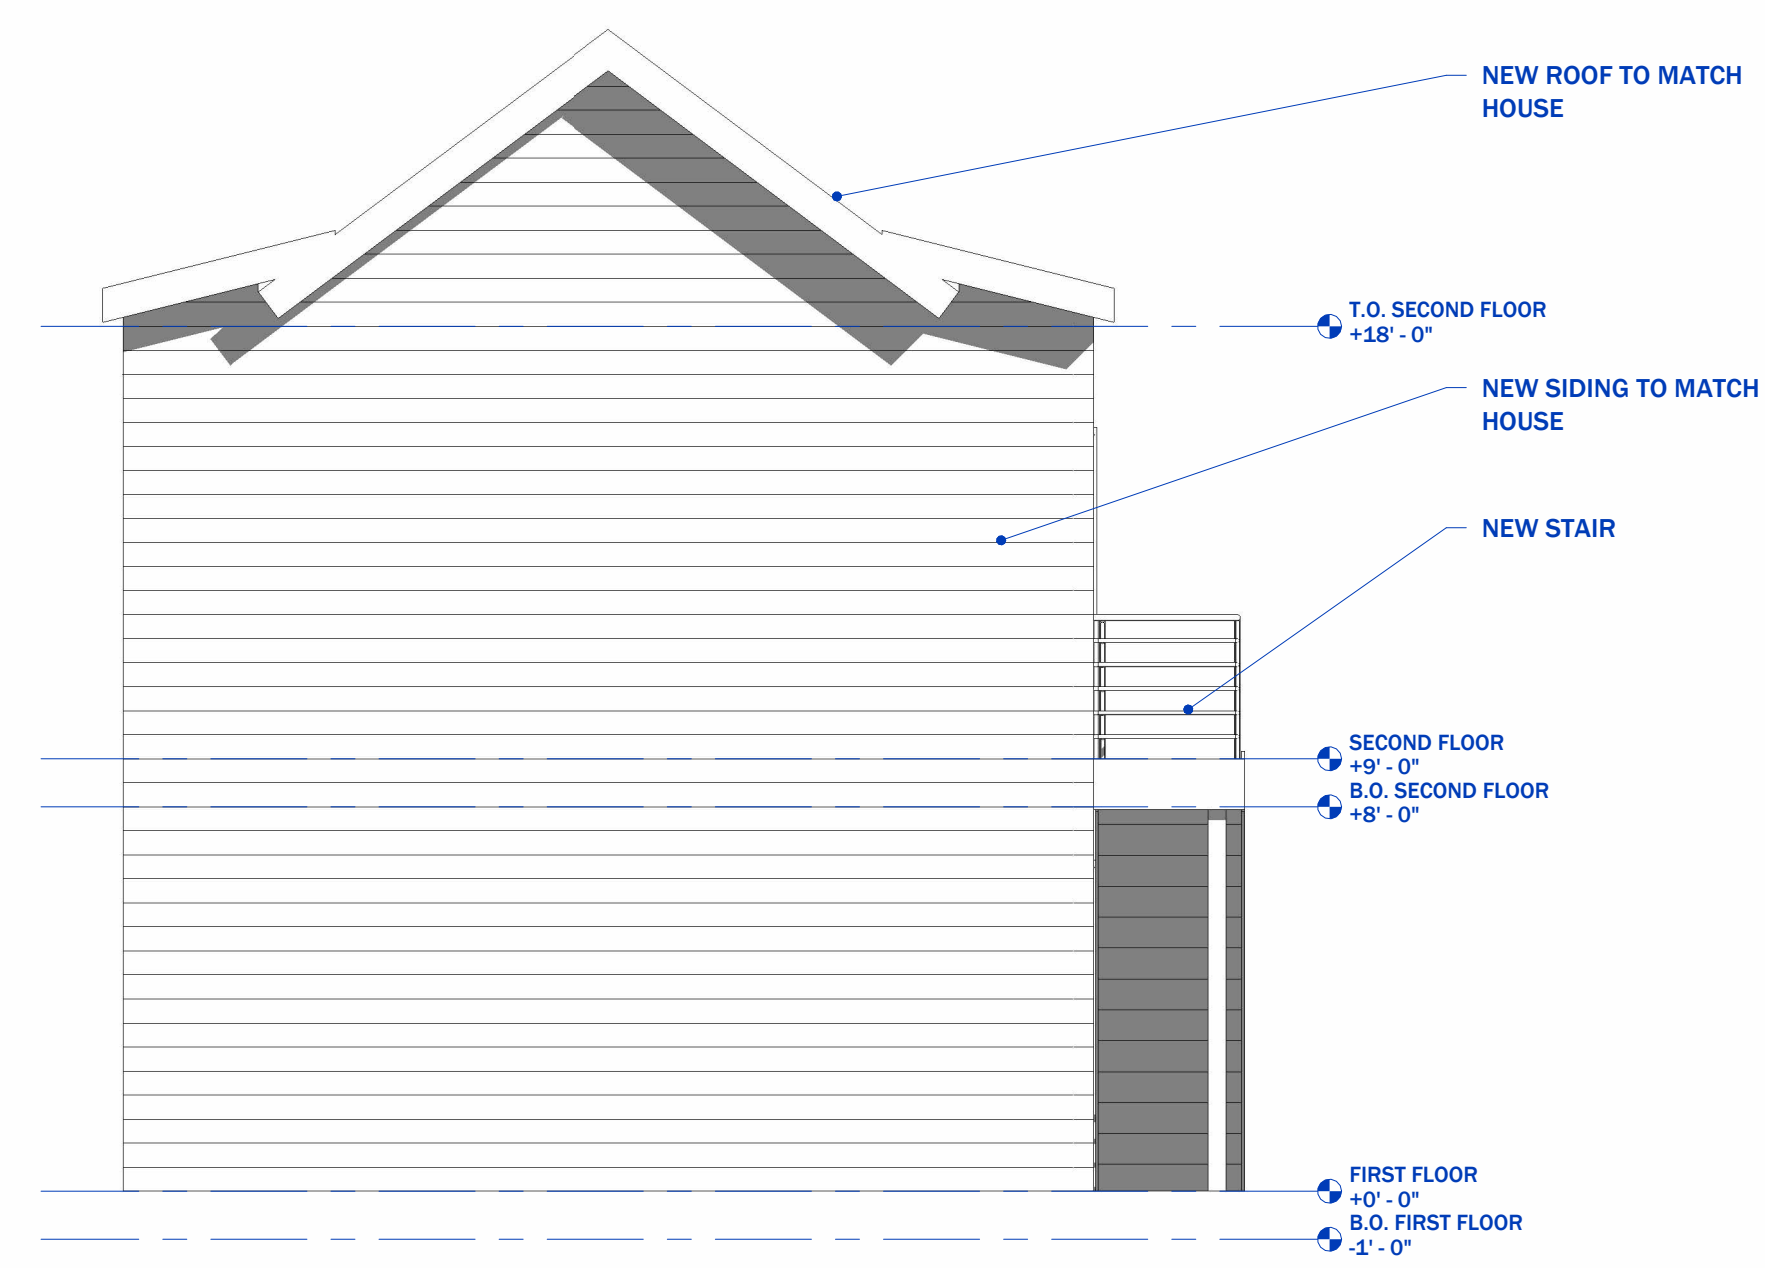 NEW ROOF TO MATCH
HOUSE
T.O. SECOND FLOOR
+18' - 0"
NEW SIDING TO MATCH
HOUSE
NEW STAIR
SECOND FLOOR
+9' - 0"
B.O. SECOND FLOOR
+8' - 0"
FIRST FLOOR
+0' - 0"
B.O. FIRST FLOOR
-1' - 0"